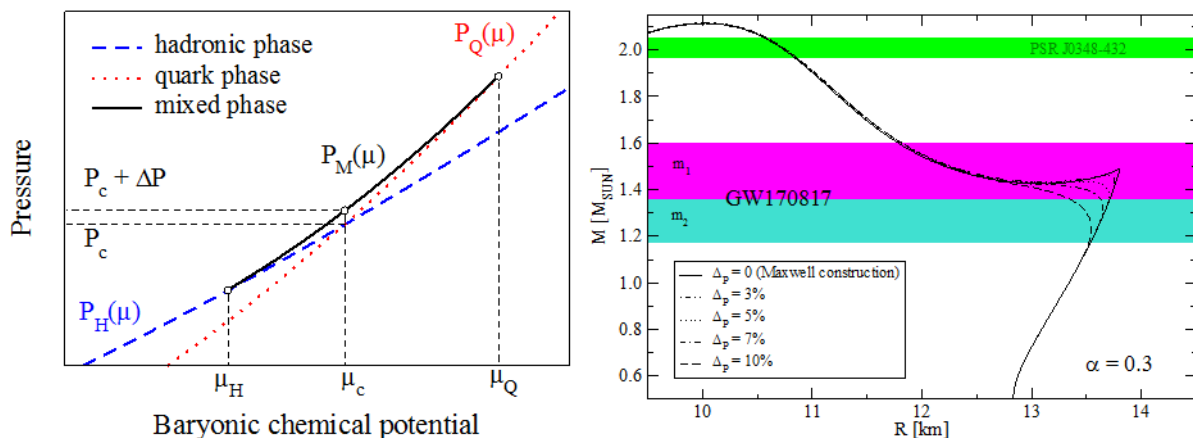 hadronic phase
quark phase
mixed phase
P_Q(μ)
P_M(μ)
P_c + ΔP
P_c
P_H(μ)
μ_H
μ_c
μ_Q
Pressure
Baryonic chemical potential
PSR J0348-432
m_1
GW170817
m_2
Δ_P = 0 (Maxwell construction)
Δ_P = 3%
Δ_P = 5%
Δ_P = 7%
Δ_P = 10%
α = 0.3
M [M_SUN]
2.0
1.8
1.6
1.4
1.2
1.0
0.8
0.6
10
11
12
13
14
R [km]